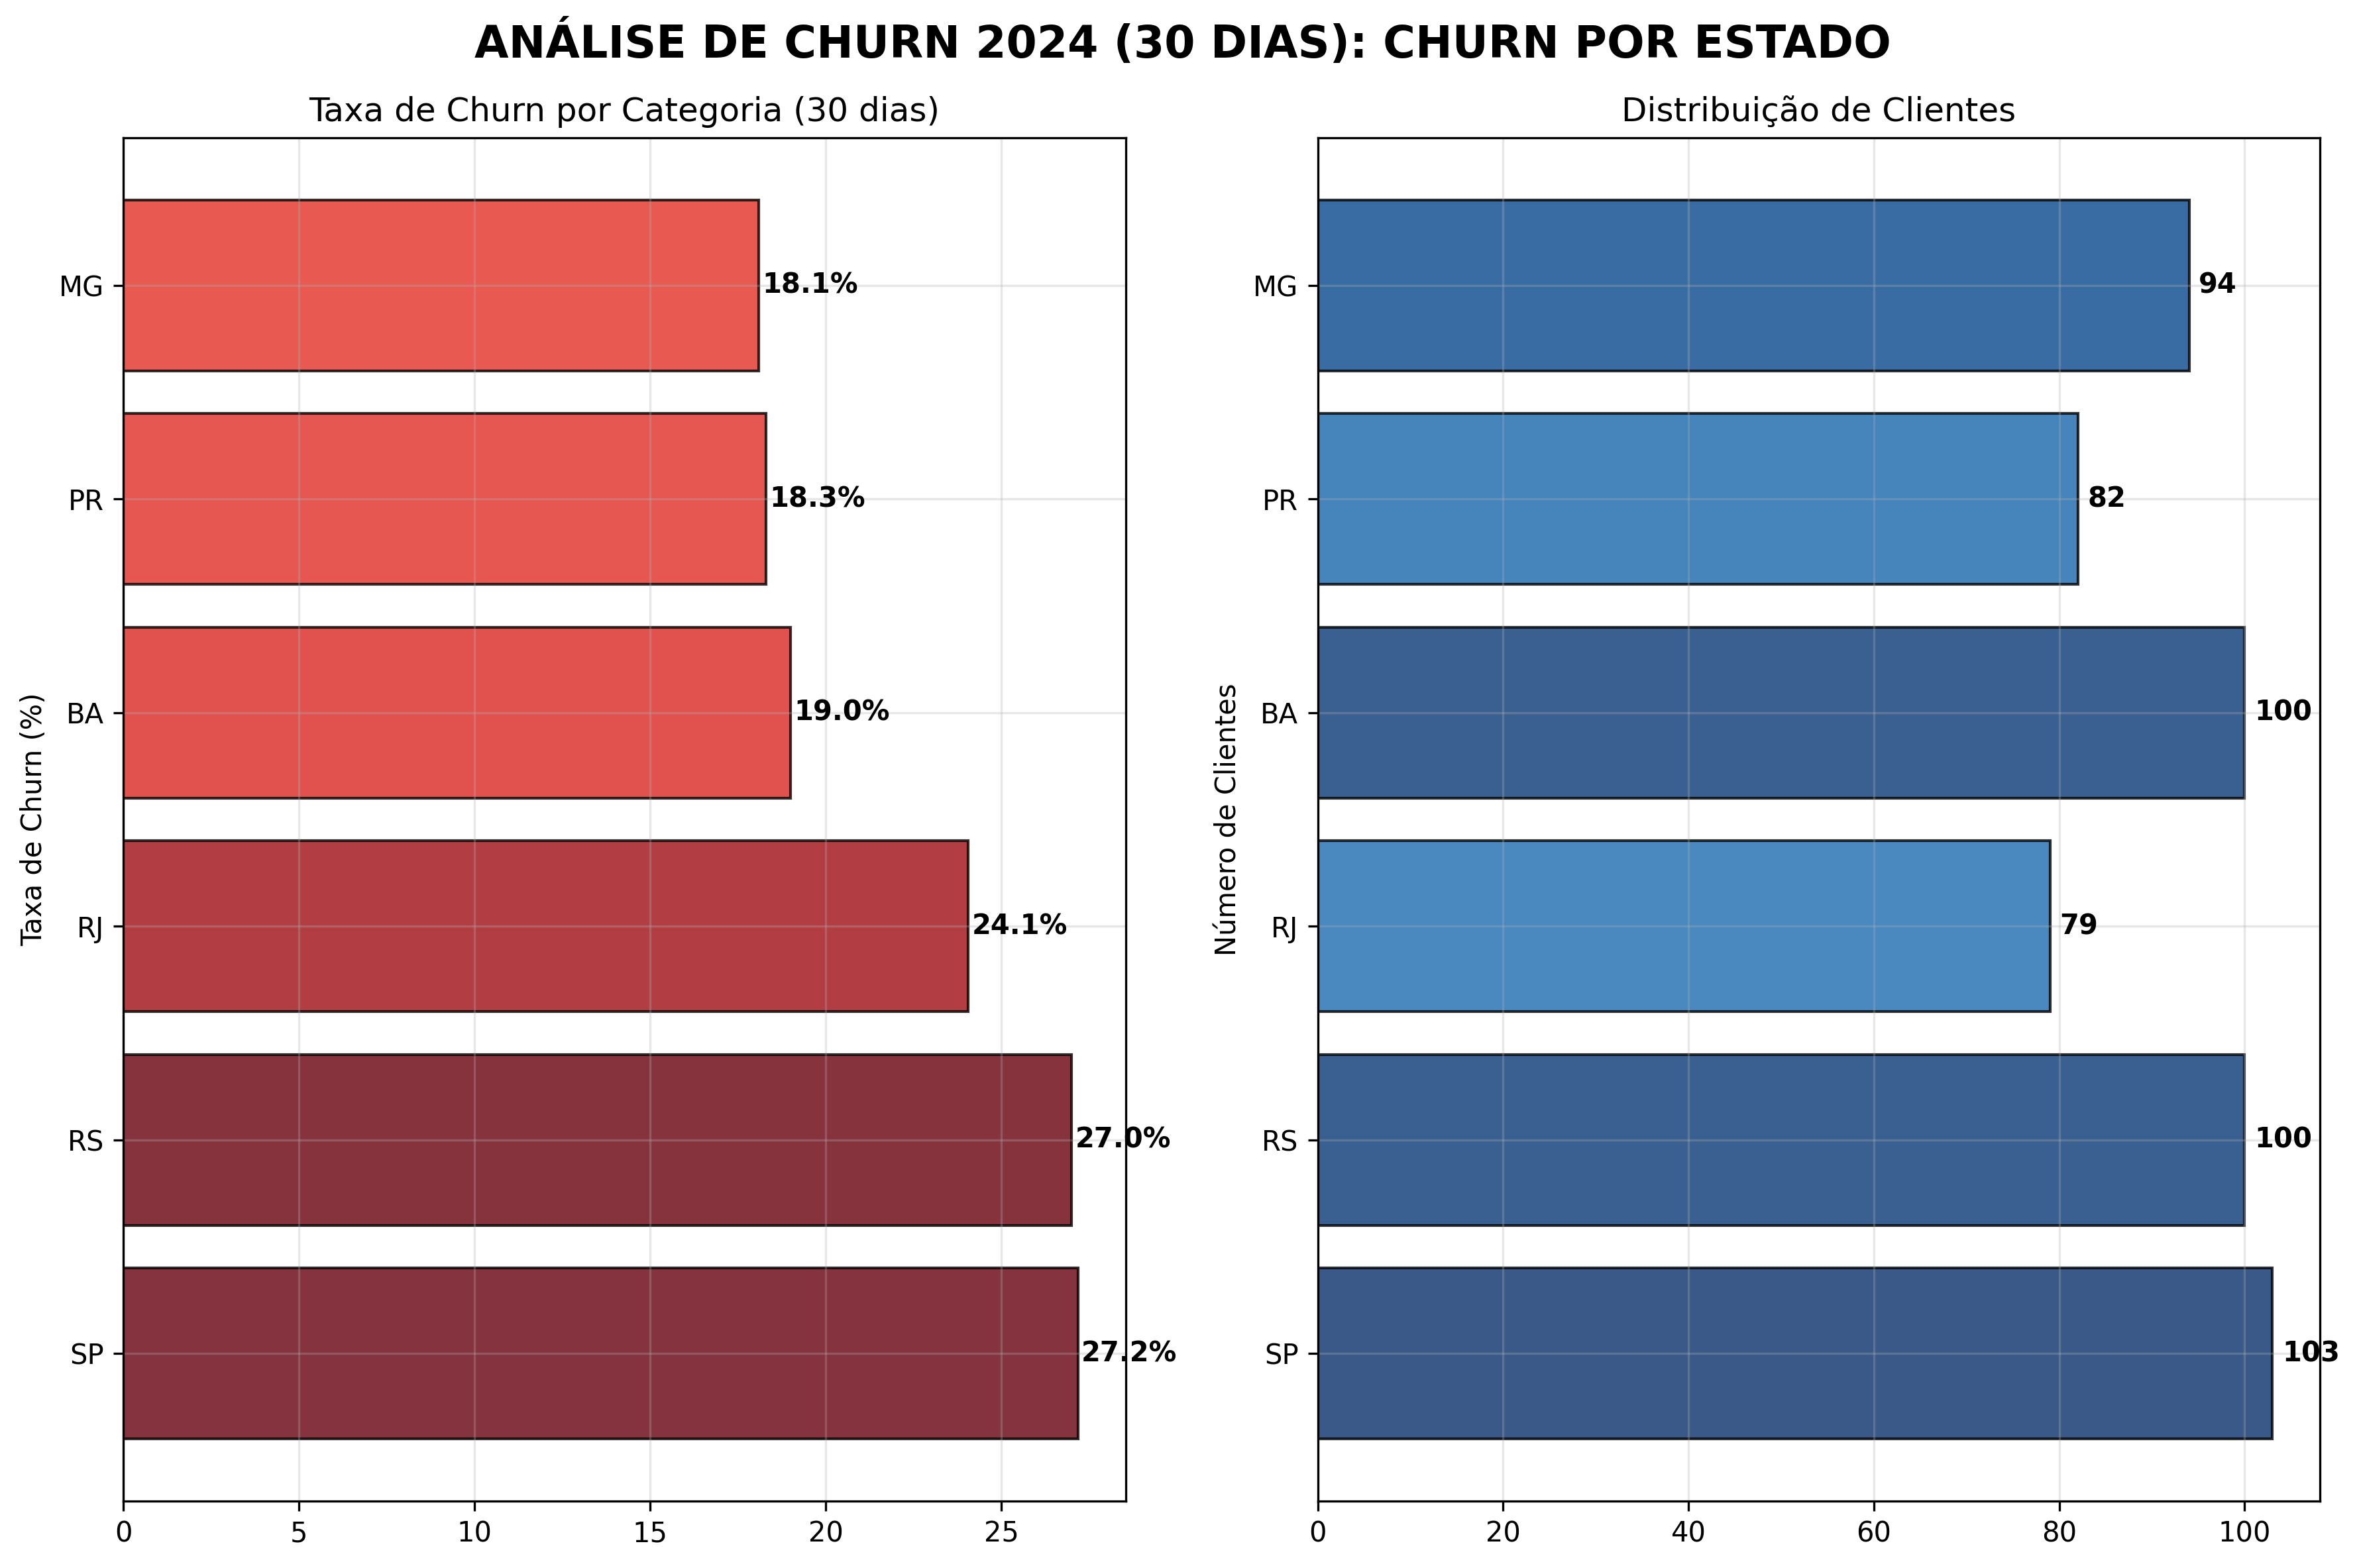 ANÁLISE DE CHURN 2024 (30 DIAS): CHURN POR ESTADO
Taxa de Churn por Categoria (30 dias)
Taxa de Churn (%)
MG
18.1%
PR
18.3%
BA
19.0%
RJ
24.1%
RS
27.0%
SP
27.2%
0 5 10 15 20 25
Distribuição de Clientes
Número de Clientes
MG
94
PR
82
BA
100
RJ
79
RS
100
SP
103
0 20 40 60 80 100